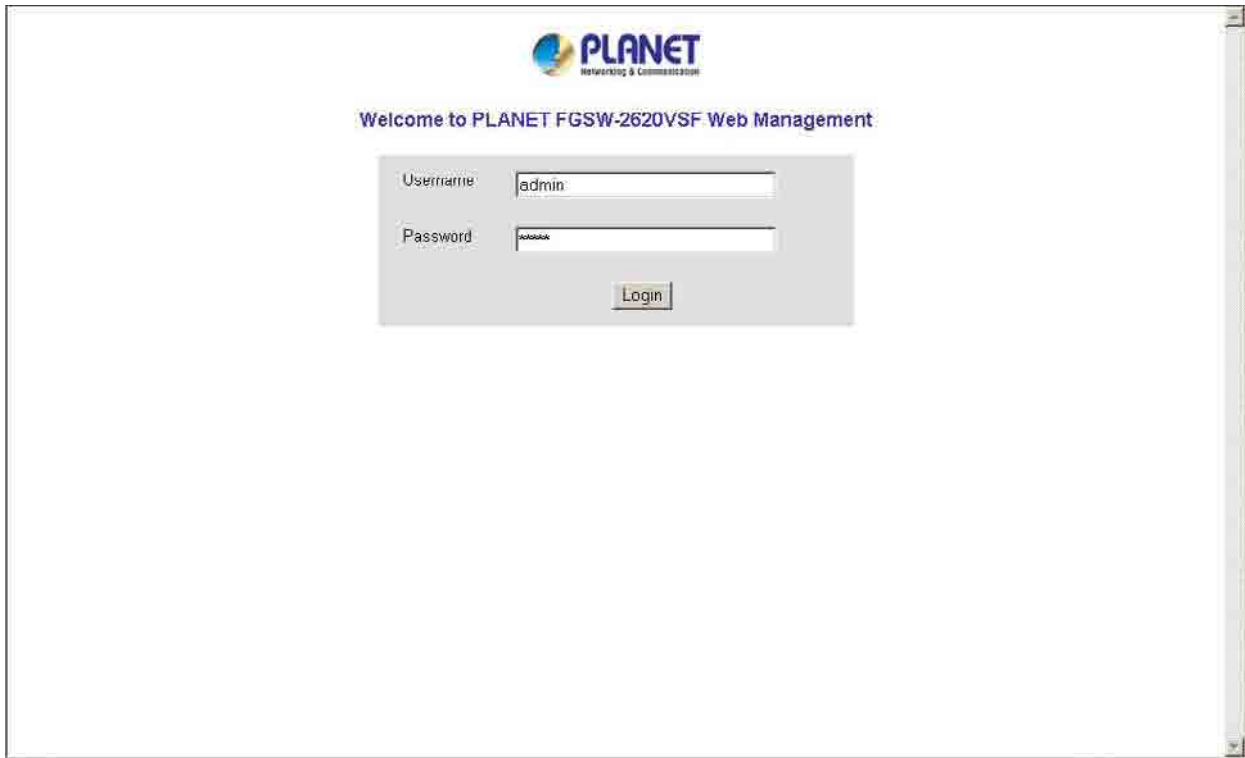 PLANET
Networking & Communication
Welcome to PLANET FGSW-2620VSF Web Management
Username
admin
Password
*****
Login